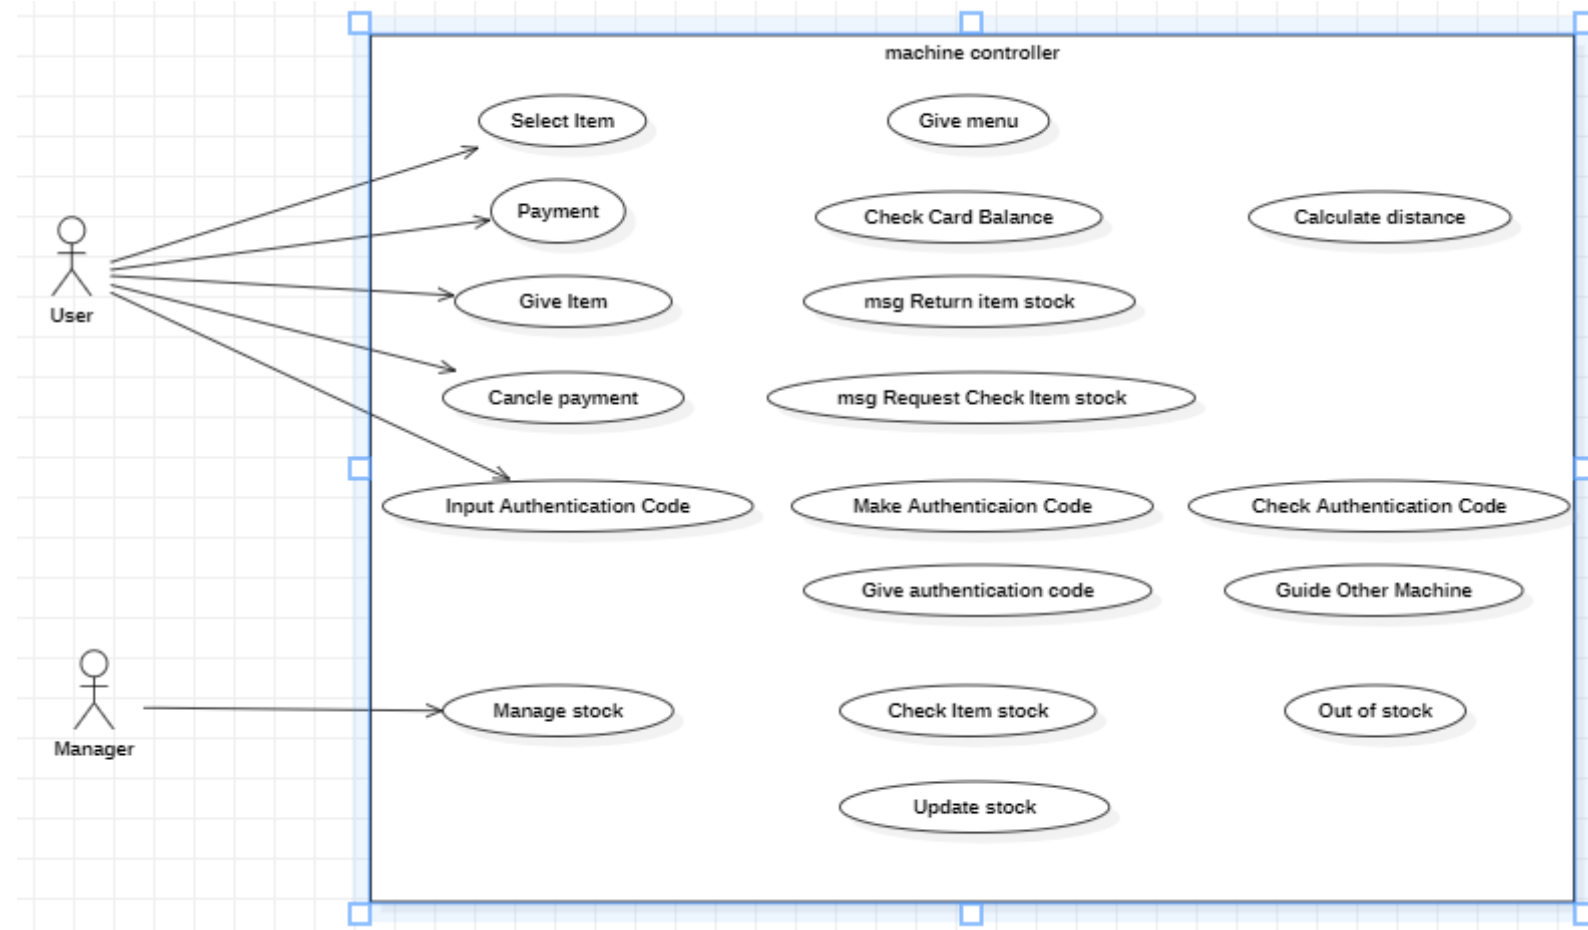 machine controller
Select Item
Give menu
Payment
Check Card Balance
Calculate distance
User
Give Item
msg Return item stock
Cancle payment
msg Request Check Item stock
Input Authentication Code
Make Authenticaion Code
Check Authentication Code
Give authentication code
Guide Other Machine
Manager
Manage stock
Check Item stock
Out of stock
Update stock